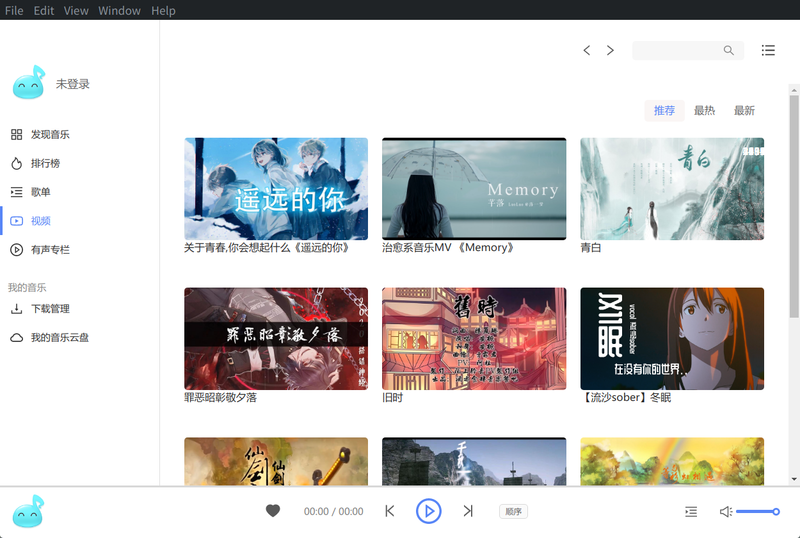 File Edit View Window Help
未登录
发现音乐
排行榜
歌单
视频
有声专栏
我的音乐
下载管理
我的音乐云盘
推荐 最热 最新
遥远的你
关于青春,你会想起什么《遥远的你》
Memory
治愈系音乐MV 《Memory》
青白
青白
罪恶昭彰敬夕落
罪恶昭彰敬夕落
舊時
旧时
冬眠
在没有你的世界..
【流沙sober】冬眠
仙剑
仙剑
00:00 / 00:00
顺序